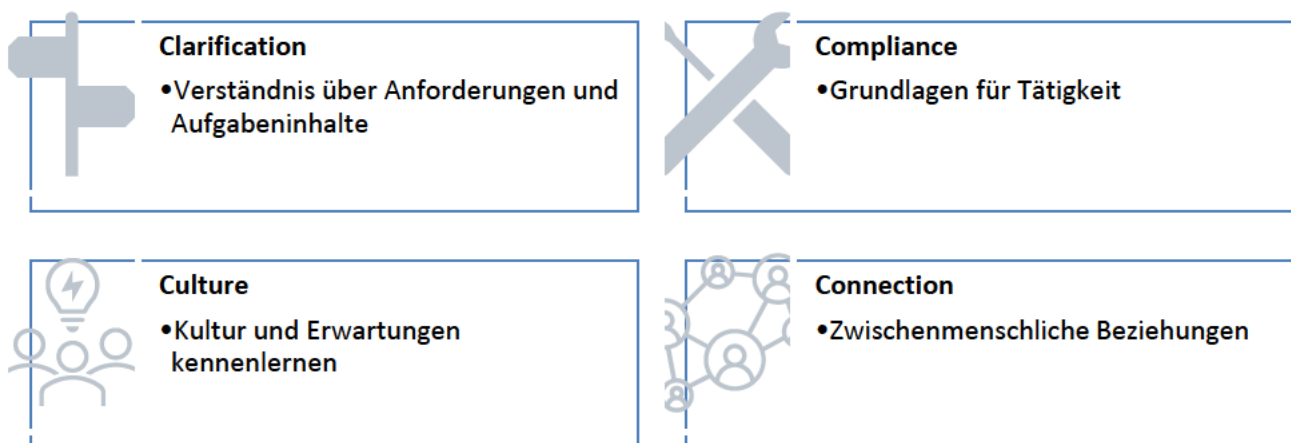 Clarification
•Verständnis über Anforderungen und
Aufgabeninhalte
Compliance
•Grundlagen für Tätigkeit
Culture
•Kultur und Erwartungen
kennenlernen
Connection
•Zwischenmenschliche Beziehungen